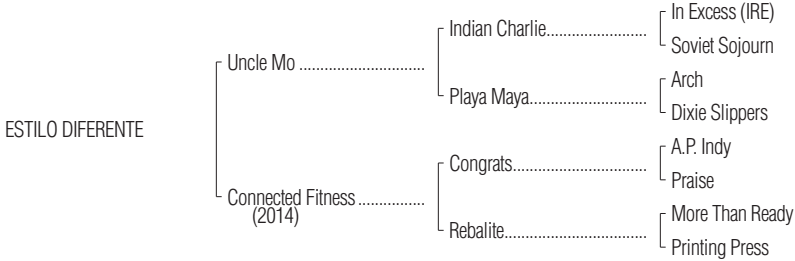 In Excess (IRE)
Indian Charlie........................
Soviet Sojourn
Uncle Mo ..............................
Arch
Playa Maya............................
Dixie Slippers
ESTILO DIFERENTE
A.P. Indy
Congrats................................
Praise
Connected Fitness ................
(2014)
More Than Ready
Rebalite..................................
Printing Press